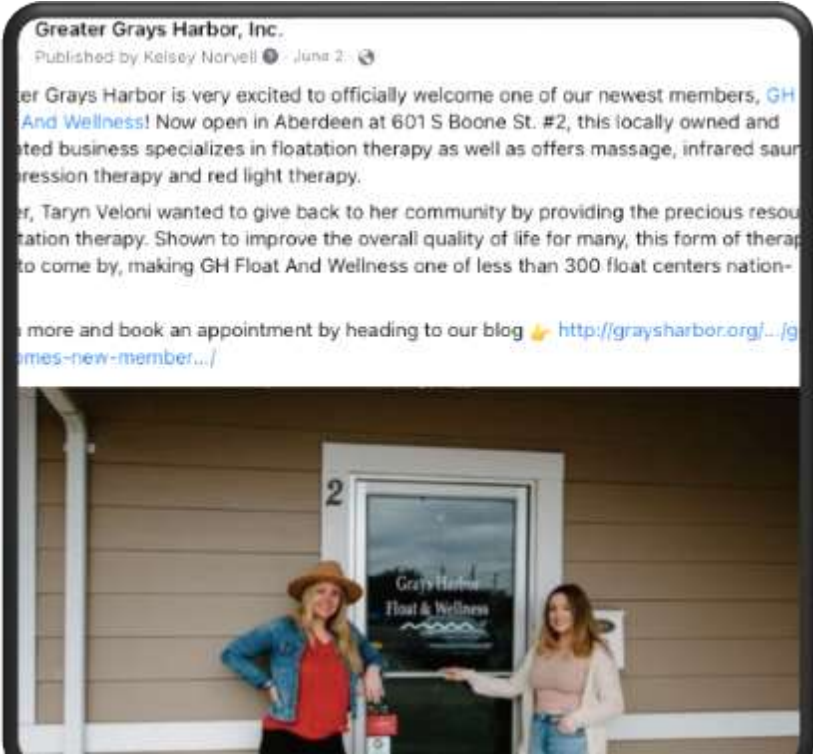 Greater Grays Harbor, Inc.
Published by Kelsey Norvell · June 2 ·
er Grays Harbor is very excited to officially welcome one of our newest members, GH
And Wellness! Now open in Aberdeen at 601 S Boone St. #2, this locally owned and
ted business specializes in floatation therapy as well as offers massage, infrared saun
ression therapy and red light therapy.
er, Taryn Veloni wanted to give back to her community by providing the precious resou
tation therapy. Shown to improve the overall quality of life for many, this form of therap
to come by, making GH Float And Wellness one of less than 300 float centers nation-
more and book an appointment by heading to our blog 👉 http://graysharbor.org/.../g
omes-new-member.../
2
Grays Harbor
Float & Wellness